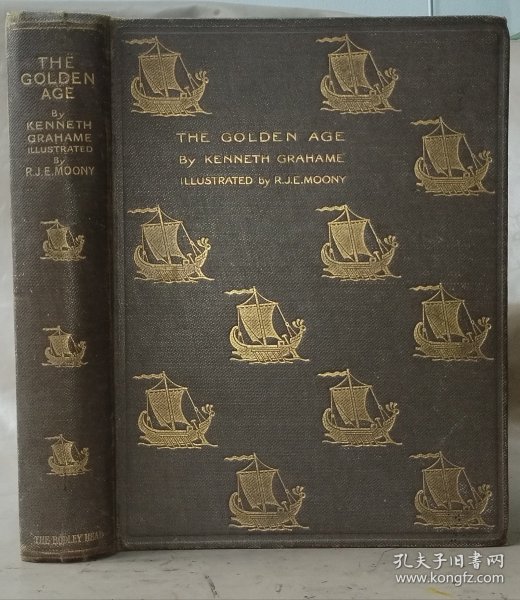 THE
GOLDEN
AGE
By
KENNETH
GRAHAME
ILLUSTRATED
By
R.J.E.MOONY
THE BODLEY HEAD
THE GOLDEN AGE
By KENNETH GRAHAME
ILLUSTRATED by R.J.E.MOONY
孔夫子旧书网
www.kongfz.com